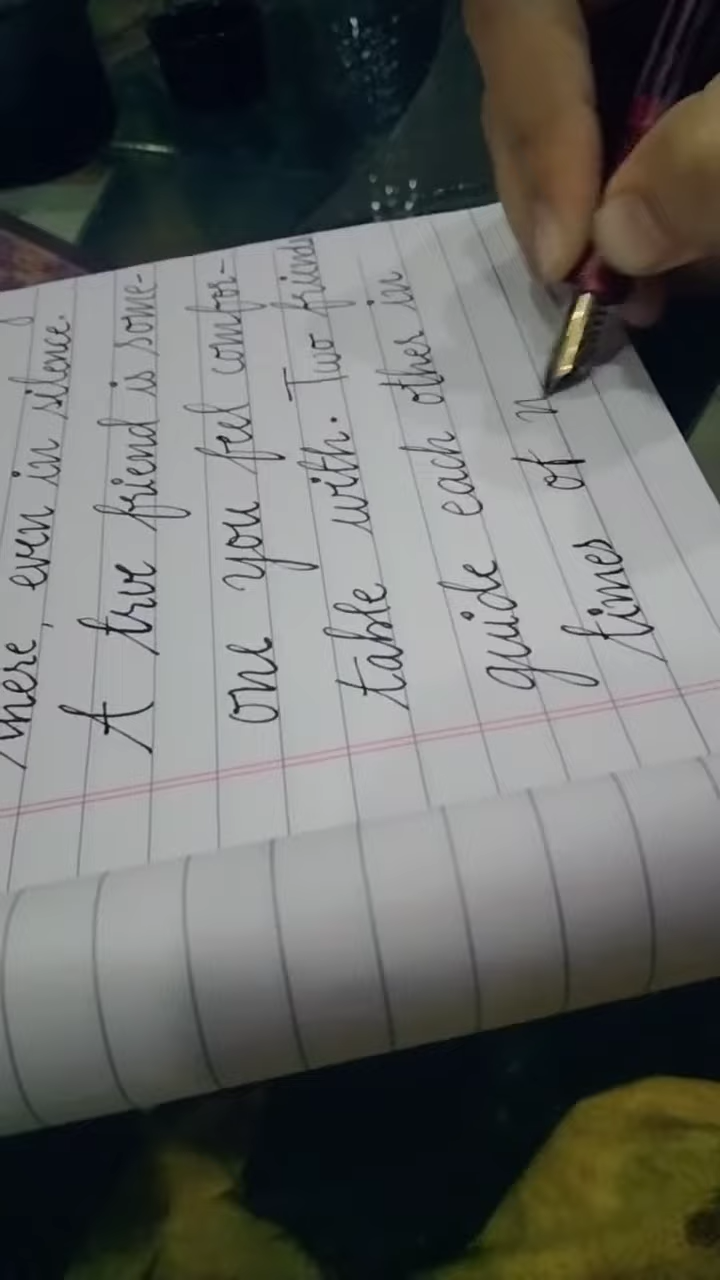 there, even in silence.
A true friend is some-
one you feel comfor-
table with. Two friends
guide each other in
times of n